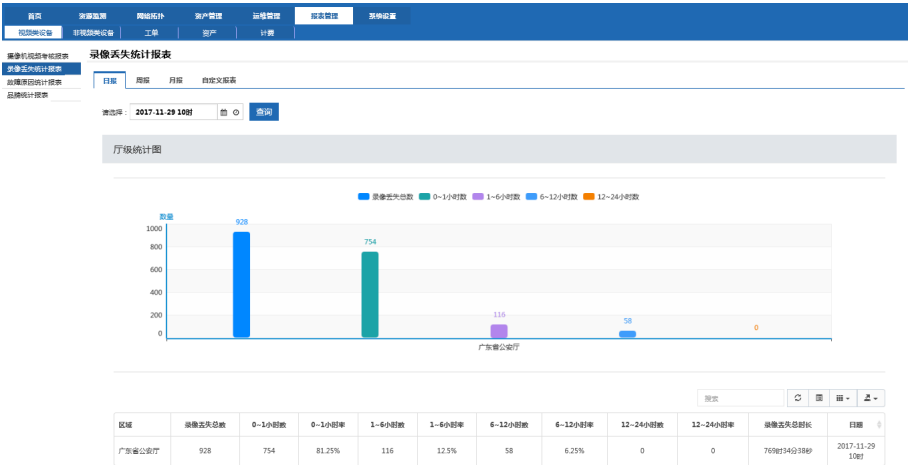 首页 资源监测 网络拓扑 资产管理 运维管理 报表管理 系统设置
视频类设备 非视频类设备 工单 资产 计费
摄像机视频考核报表
录像丢失统计报表
故障原因统计报表
品牌统计报表
录像丢失统计报表
日报 周报 月报 自定义报表
请选择： 2017-11-29 10时 查询
厅级统计图
录像丢失总数 0~1小时数 1~6小时数 6~12小时数 12~24小时数
数量
1000
800
600
400
200
0
928
754
116
58
0
广东省公安厅
搜索
区域 录像丢失总数 0~1小时数 0~1小时率 1~6小时数 1~6小时率 6~12小时数 6~12小时率 12~24小时数 12~24小时率 录像丢失总时长 日期
广东省公安厅 928 754 81.25% 116 12.5% 58 6.25% 0 0 769时34分38秒 2017-11-29
10时